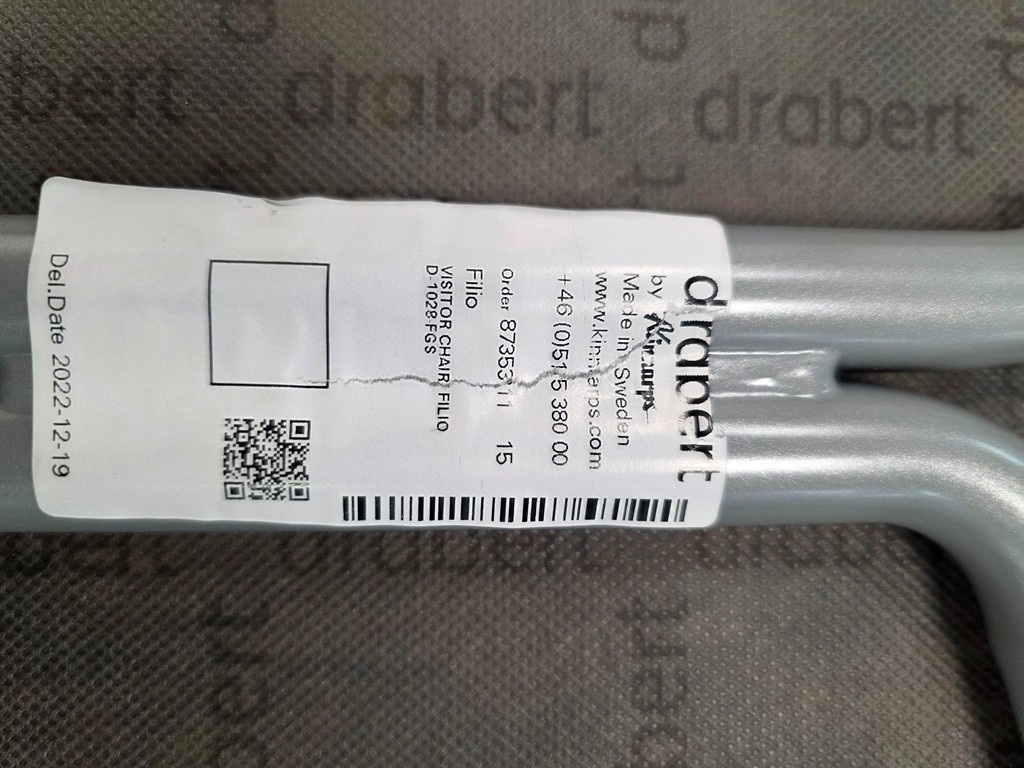 drabert
by Kinnarps
Made in Sweden
www.kinnarps.com
+46 (0)515 380 00
Order 15
Filio
VISITOR CHAIR FILIO
D-1028 FGS
Del.Date 2022-12-19
drabert
drabert
drabert
drabert